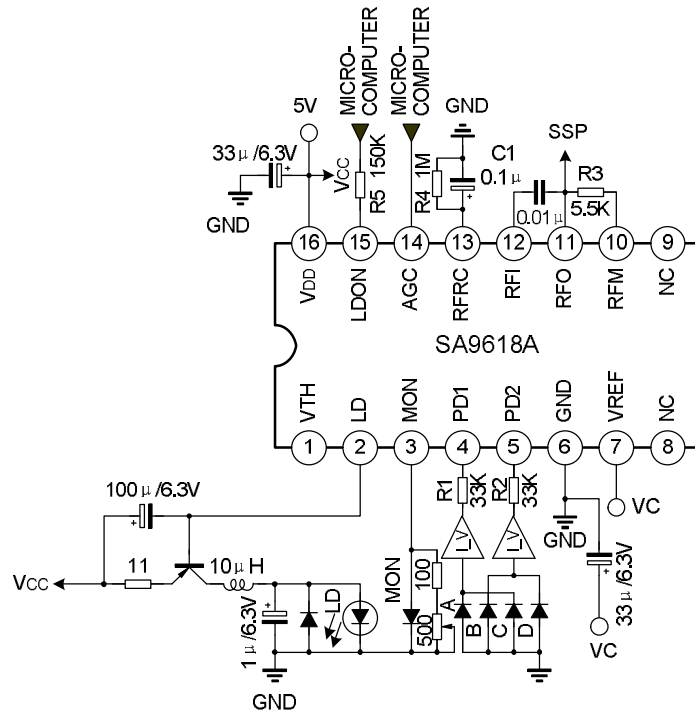 MICRO-
COMPUTER
MICRO-
COMPUTER
GND
5V
SSP
33μ/6.3V
+
VCC
R5 150K
R4 1M
C1
0.1μ
+
R3
5.5K
0.01μ
GND
16 15 14 13 12 11 10 9
VDD LDON AGC RFRC RFI RFO RFM NC
SA9618A
VTH LD MON PD1 PD2 GND VREF NC
1 2 3 4 5 6 7 8
R1 33K
R2 33K
VC
100μ/6.3V
+
GND
I_V
I_V
33μ/6.3V
+
VCC
11
10μH
MON
100
1μ/6.3V
+
LD
500
A
B
C
D
VC
GND